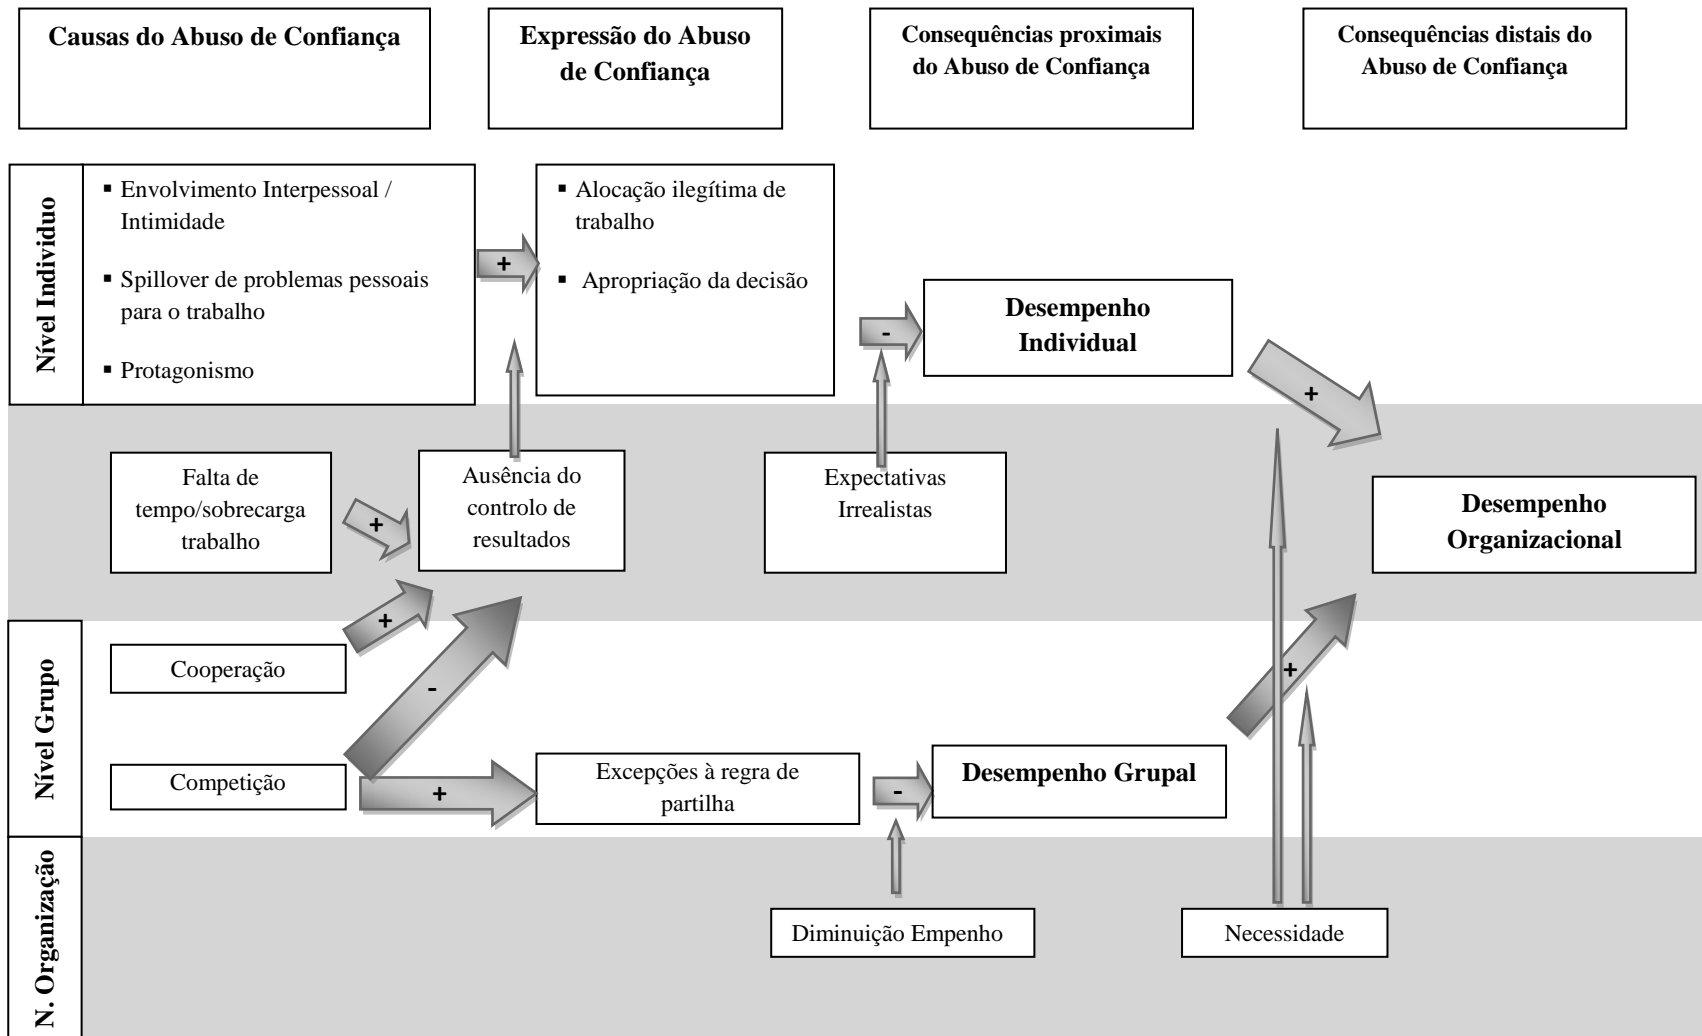 Causas do Abuso de Confiança
Expressão do Abuso
de Confiança
Consequências proximais
do Abuso de Confiança
Consequências distais do
Abuso de Confiança
Nível Individuo
▪ Envolvimento Interpessoal /
Intimidade
▪ Spillover de problemas pessoais
para o trabalho
▪ Protagonismo
+
▪ Alocação ilegítima de
trabalho
▪ Apropriação da decisão
-
Desempenho
Individual
+
Falta de
tempo/sobrecarga
trabalho
+
Ausência do
controlo de
resultados
Expectativas
Irrealistas
Desempenho
Organizacional
Nível Grupo
+
Cooperação
-
+
Competição
+
Excepções à regra de
partilha
-
Desempenho Grupal
N. Organização
Diminuição Empenho
Necessidade